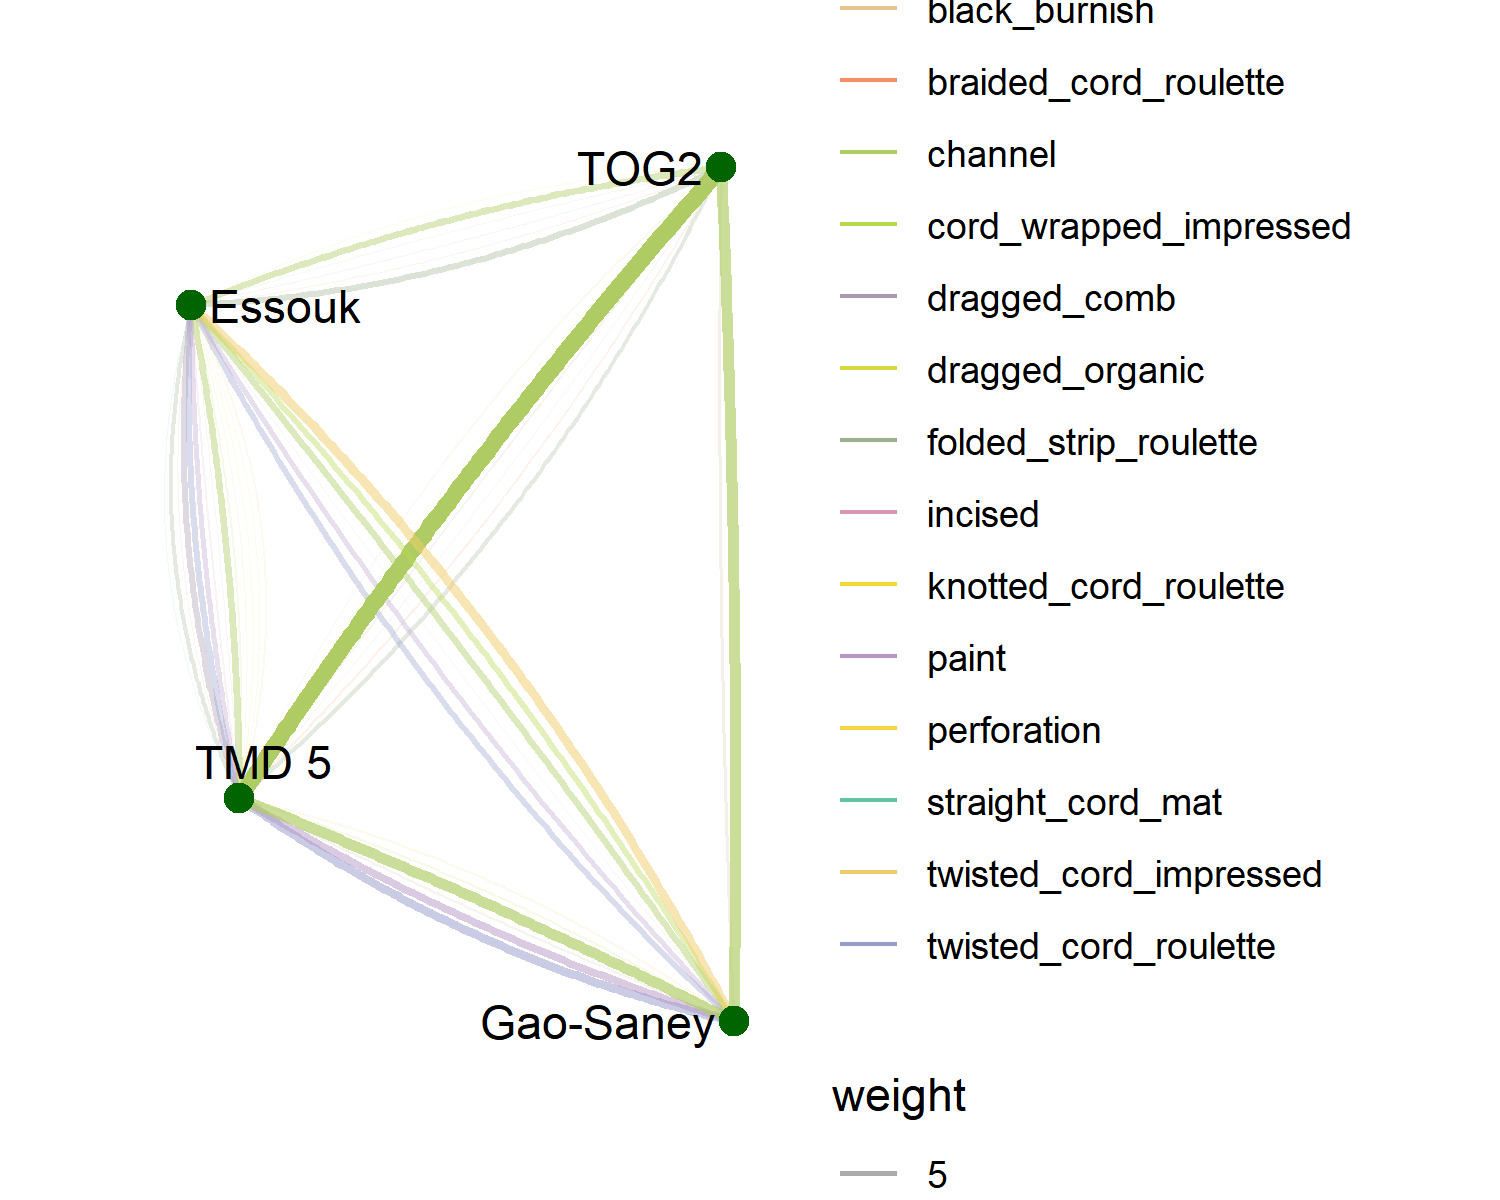 black_burnish
braided_cord_roulette
channel
cord_wrapped_impressed
dragged_comb
dragged_organic
folded_strip_roulette
incised
knotted_cord_roulette
paint
perforation
straight_cord_mat
twisted_cord_impressed
twisted_cord_roulette
weight
5
TOG2
Essouk
TMD 5
Gao-Saney